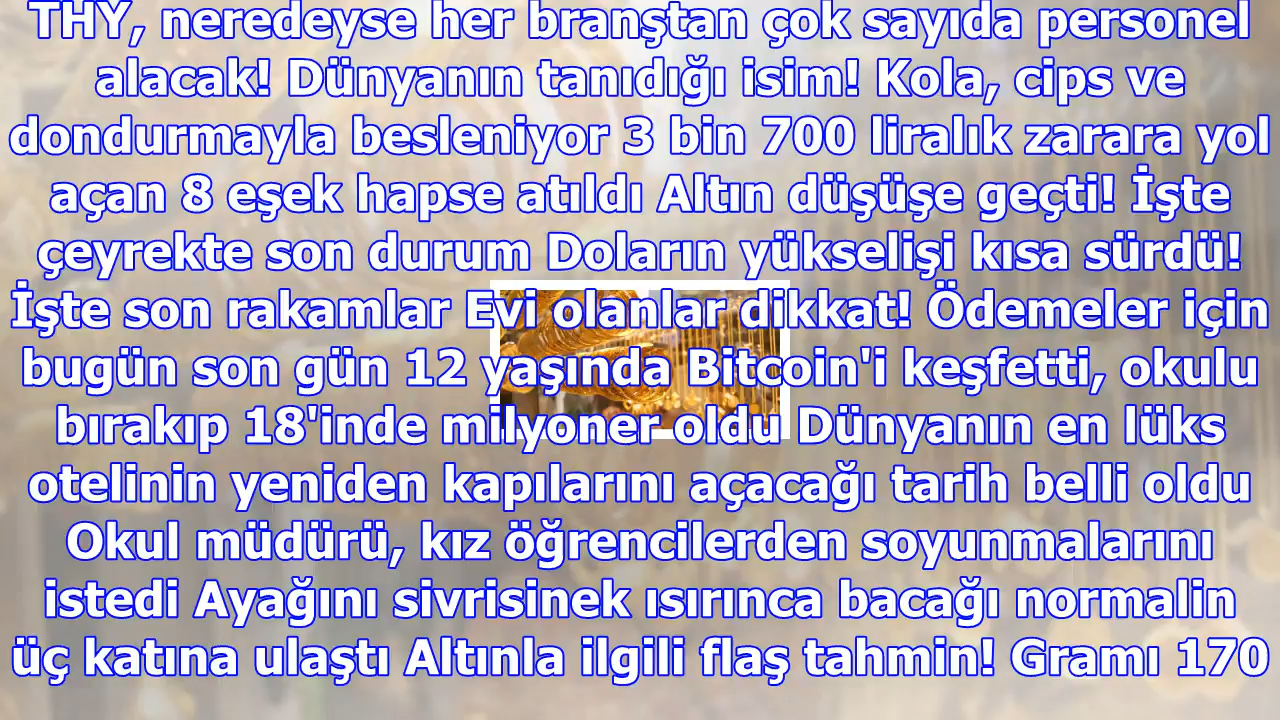 THY, neredeyse her branştan çok sayıda personel
alacak! Dünyanın tanıdığı isim! Kola, cips ve
dondurmayla besleniyor 3 bin 700 liralık zarara yol
açan 8 eşek hapse atıldı Altın düşüşe geçti! İşte
çeyrekte son durum Doların yükselişi kısa sürdü!
İşte son rakamlar Evi olanlar dikkat! Ödemeler için
bugün son gün 12 yaşında Bitcoin'i keşfetti, okulu
bırakıp 18'inde milyoner oldu Dünyanın en lüks
otelinin yeniden kapılarını açacağı tarih belli oldu
Okul müdürü, kız öğrencilerden soyunmalarını
istedi Ayağını sivrisinek ısırınca bacağı normalin
üç katına ulaştı Altınla ilgili flaş tahmin! Gramı 170